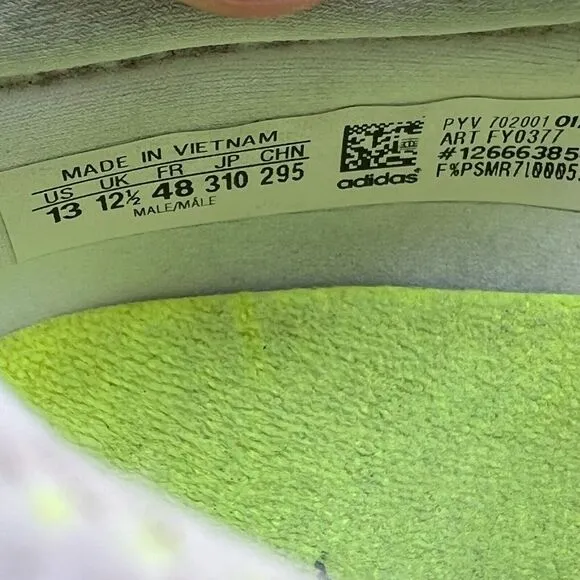 MADE IN VIETNAM
US UK FR JP CHN
13 12½ 48 310 295
MALE/MÂLE
adidas
PYV 702001
ART FY0377
#12666385
F%PSMR7